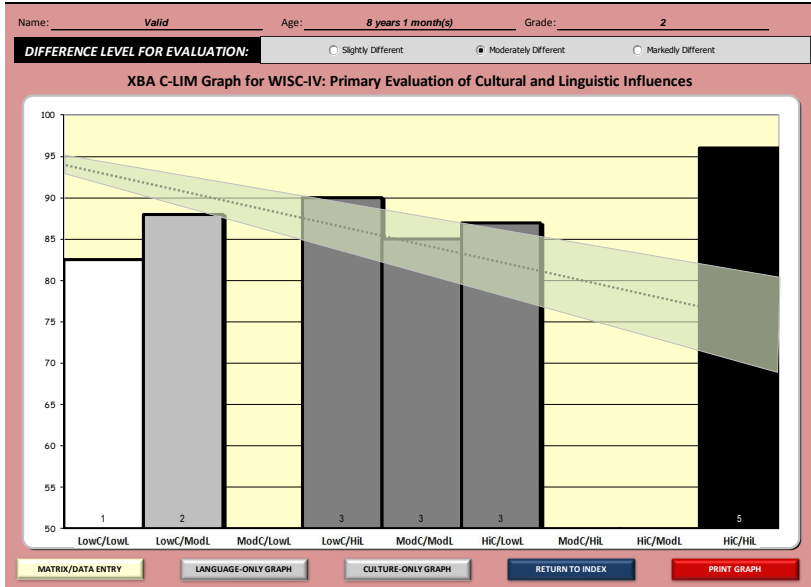 Name: Valid Age: 8 years 1 month(s) Grade: 2
DIFFERENCE LEVEL FOR EVALUATION: Slightly Different Moderately Different Markedly Different
XBA C-LIM Graph for WISC-IV: Primary Evaluation of Cultural and Linguistic Influences
100
95
90
85
80
75
70
65
60
55
50
1 2 3 3 3 5
LowC/LowL LowC/ModL ModC/LowL LowC/HiL ModC/ModL HiC/LowL ModC/HiL HiC/ModL HiC/HiL
MATRIX/DATA ENTRY LANGUAGE-ONLY GRAPH CULTURE-ONLY GRAPH RETURN TO INDEX PRINT GRAPH